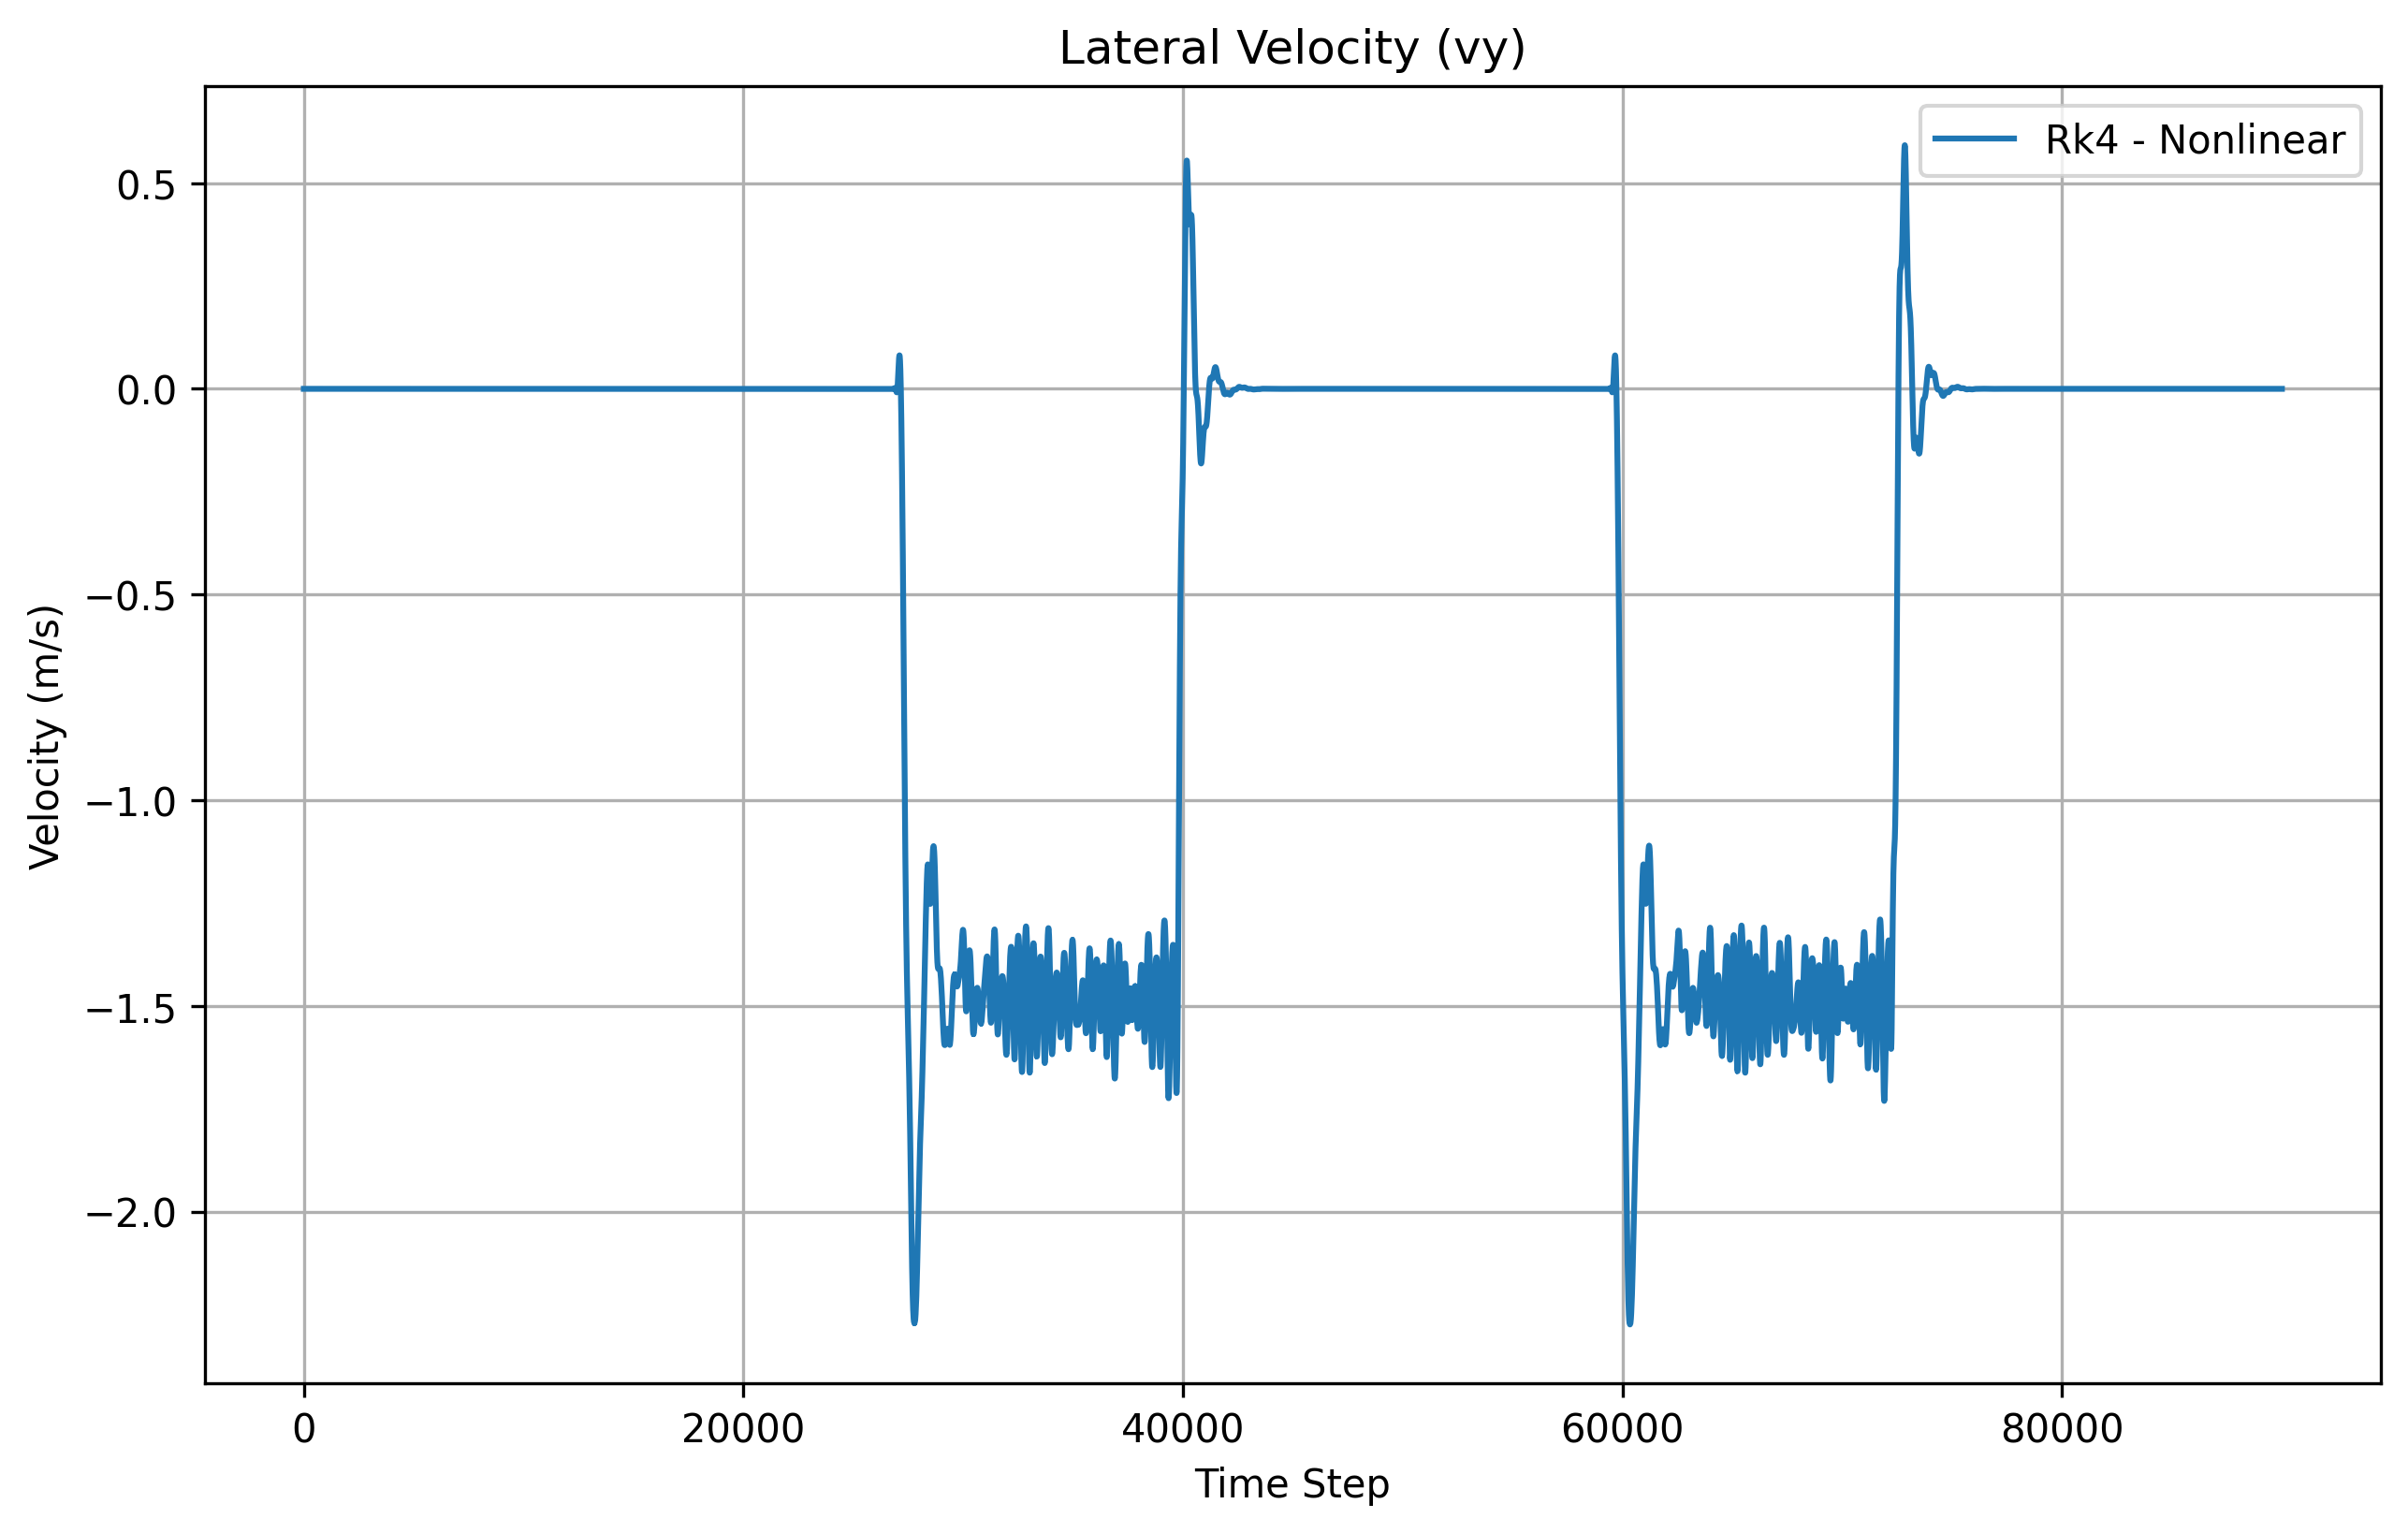 Lateral Velocity (vy)
Rk4 - Nonlinear
0.5
0.0
−0.5
−1.0
−1.5
−2.0
Velocity (m/s)
0 20000 40000 60000 80000
Time Step